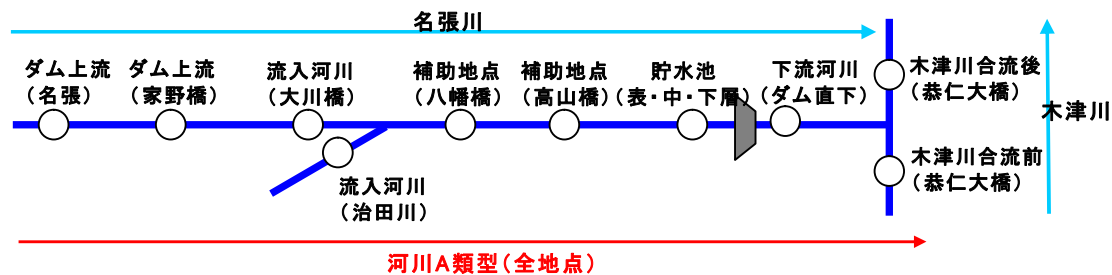 名張川
ダム上流
(名張)
ダム上流
(家野橋)
流入河川
(大川橋)
補助地点
(八幡橋)
補助地点
(高山橋)
貯水池
(表・中・下層)
下流河川
(ダム直下)
木津川合流後
(恭仁大橋)
木津川
流入河川
(治田川)
木津川合流前
(恭仁大橋)
河川A類型(全地点)